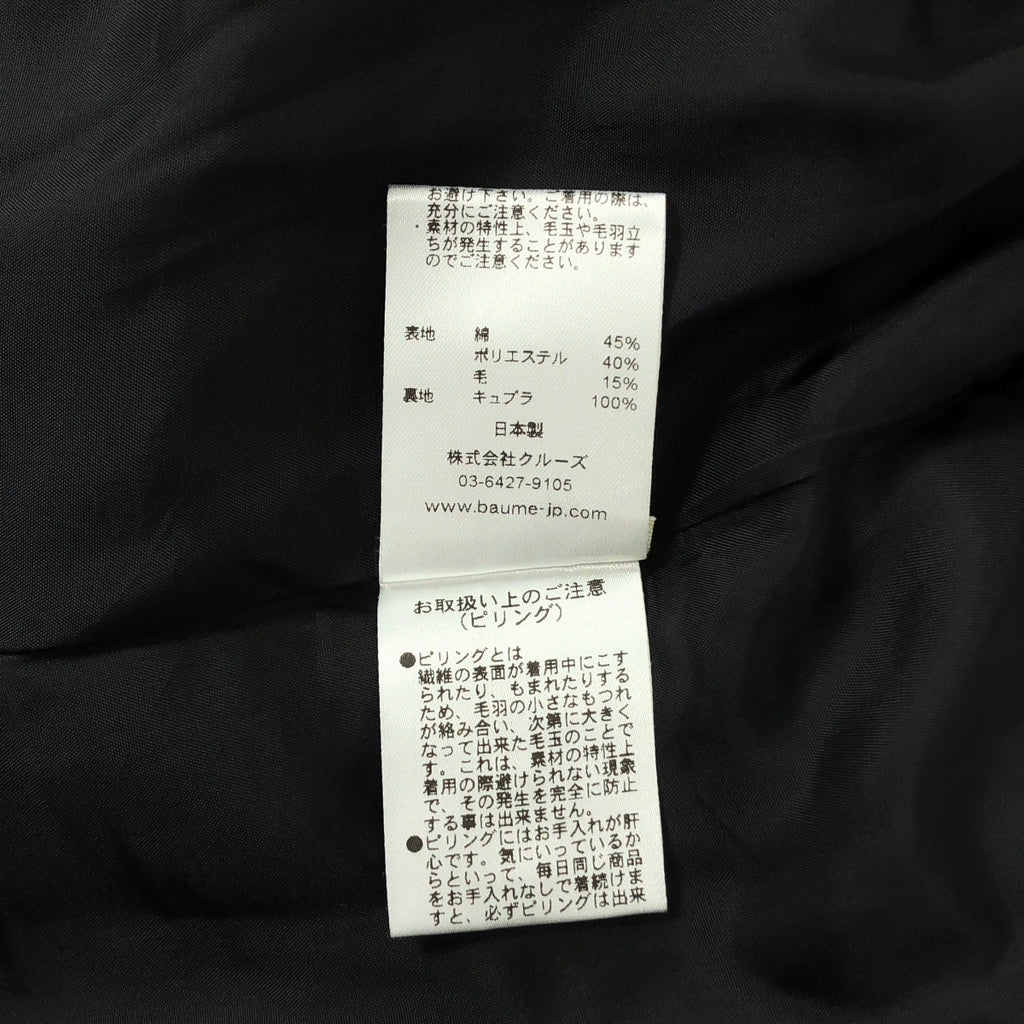 お避け下さい。ご着用の際は、
充分にご注意ください。
・素材の特性上、毛玉や毛羽立
ちが発生することがあります
のでご注意ください。
表地 綿 45%
ポリエステル 40%
毛 15%
裏地 キュプラ 100%
日本製
株式会社クルーズ
03-6427-9105
www.baume-jp.com
お取扱い上のご注意
(ピリング)
●ピリングとは
繊維の表面が着用中にこす
られたり、もまれたりする
ため、毛羽の小さなもつれ
が絡み合い、次第に大きく
なって出来た毛玉のことで
す。これは、素材の特性上
着用の際避けられない現象
で、その発生を完全に防止
する事は出来ません。
●ピリングにはお手入れが肝
心です。気にいっているか
らといって、毎日同じ商品
をお手入れなしで着続けま
すと、必ずピリングは出来